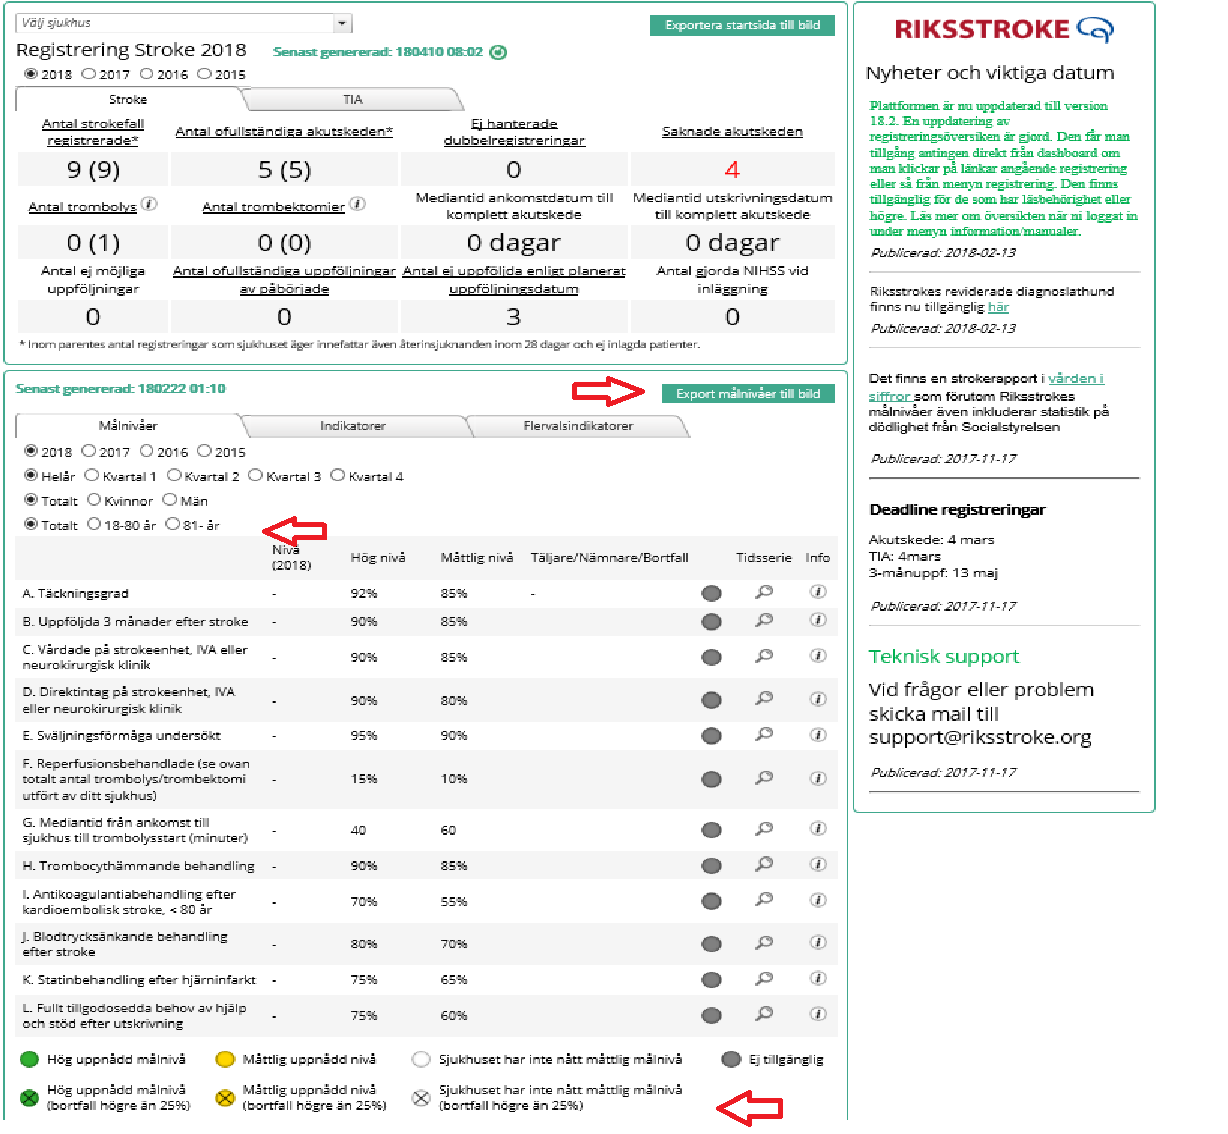 Välj sjukhus
Exportera startsida till bild
Registrering Stroke 2018
Senast genererad: 180410 08:02
2018 2017 2016 2015
Stroke
TIA
Antal strokefall
registrerade*
Antal ofullständiga akutskeden*
Ej hanterade
dubbelregistreringar
Saknade akutskeden
9 (9)
5 (5)
0
4
Antal trombolys
Antal trombektomier
Mediantid ankomstdatum till
komplett akutskede
Mediantid utskrivningsdatum
till komplett akutskede
0 (1)
0 (0)
0 dagar
0 dagar
Antal ej möjliga
uppföljningar
Antal ofullständiga uppföljningar
av påbörjade
Antal ej uppföljda enligt planerat
uppföljningsdatum
Antal gjorda NIHSS vid
inläggning
0
0
3
0
* Inom parentes antal registreringar som sjukhuset äger innefattar även återinsjuknanden inom 28 dagar och ej inlagda patienter.
Senast genererad: 180222 01:10
Export målnivåer till bild
Målnivåer
Indikatorer
Flervalsindikatorer
2018 2017 2016 2015
Helår Kvartal 1 Kvartal 2 Kvartal 3 Kvartal 4
Totalt Kvinnor Män
Totalt 18-80 år 81- år
Nivå
(2018)
Hög nivå
Måttlig nivå
Täljare/Nämnare/Bortfall
Tidsserie
Info
A. Täckningsgrad - 92% 85% -
B. Uppföljda 3 månader efter stroke - 90% 85%
C. Vårdade på strokeenhet, IVA eller
neurokirurgisk klinik
- 90% 85%
D. Direktintag på strokeenhet, IVA
eller neurokirurgisk klinik
- 90% 80%
E. Sväljningsförmåga undersökt - 95% 90%
F. Reperfusionsbehandlade (se ovan
totalt antal trombolys/trombektomi
utfört av ditt sjukhus)
- 15% 10%
G. Mediantid från ankomst till
sjukhus till trombolysstart (minuter)
- 40 60
H. Trombocythämmande behandling - 90% 85%
I. Antikoagulantiabehandling efter
kardioembolisk stroke, < 80 år
- 70% 55%
J. Blodtrycksänkande behandling
efter stroke
- 80% 70%
K. Statinbehandling efter hjärninfarkt - 75% 65%
L. Fullt tillgodosedda behov av hjälp
och stöd efter utskrivning
- 75% 60%
Hög uppnådd målnivå
Måttlig uppnådd nivå
Sjukhuset har inte nått måttlig målnivå
Ej tillgänglig
Hög uppnådd målnivå
(bortfall högre än 25%)
Måttlig uppnådd nivå
(bortfall högre än 25%)
Sjukhuset har inte nått måttlig målnivå
(bortfall högre än 25%)
RIKSSTROKE
Nyheter och viktiga datum
Plattformen är nu uppdaterad till version
18.2. En uppdatering av
registreringsöversiken är gjord. Den får man
tillgång antingen direkt från dashboard om
man klickar på länkar angående registrering
eller så från menyn registrering. Den finns
tillgänglig för de som har läsbehörighet eller
högre. Läs mer om översikten när ni loggat in
under menyn information/manualer.
Publicerad: 2018-02-13
Riksstrokes reviderade diagnoslathund
finns nu tillgänglig här
Publicerad: 2018-02-13
Det finns en strokerapport i vården i
siffror som förutom Riksstrokes
målnivåer även inkluderar statistik på
dödlighet från Socialstyrelsen
Publicerad: 2017-11-17
Deadline registreringar
Akutskede: 4 mars
TIA: 4mars
3-månuppf: 13 maj
Publicerad: 2017-11-17
Teknisk support
Vid frågor eller problem
skicka mail till
support@riksstroke.org
Publicerad: 2017-11-17